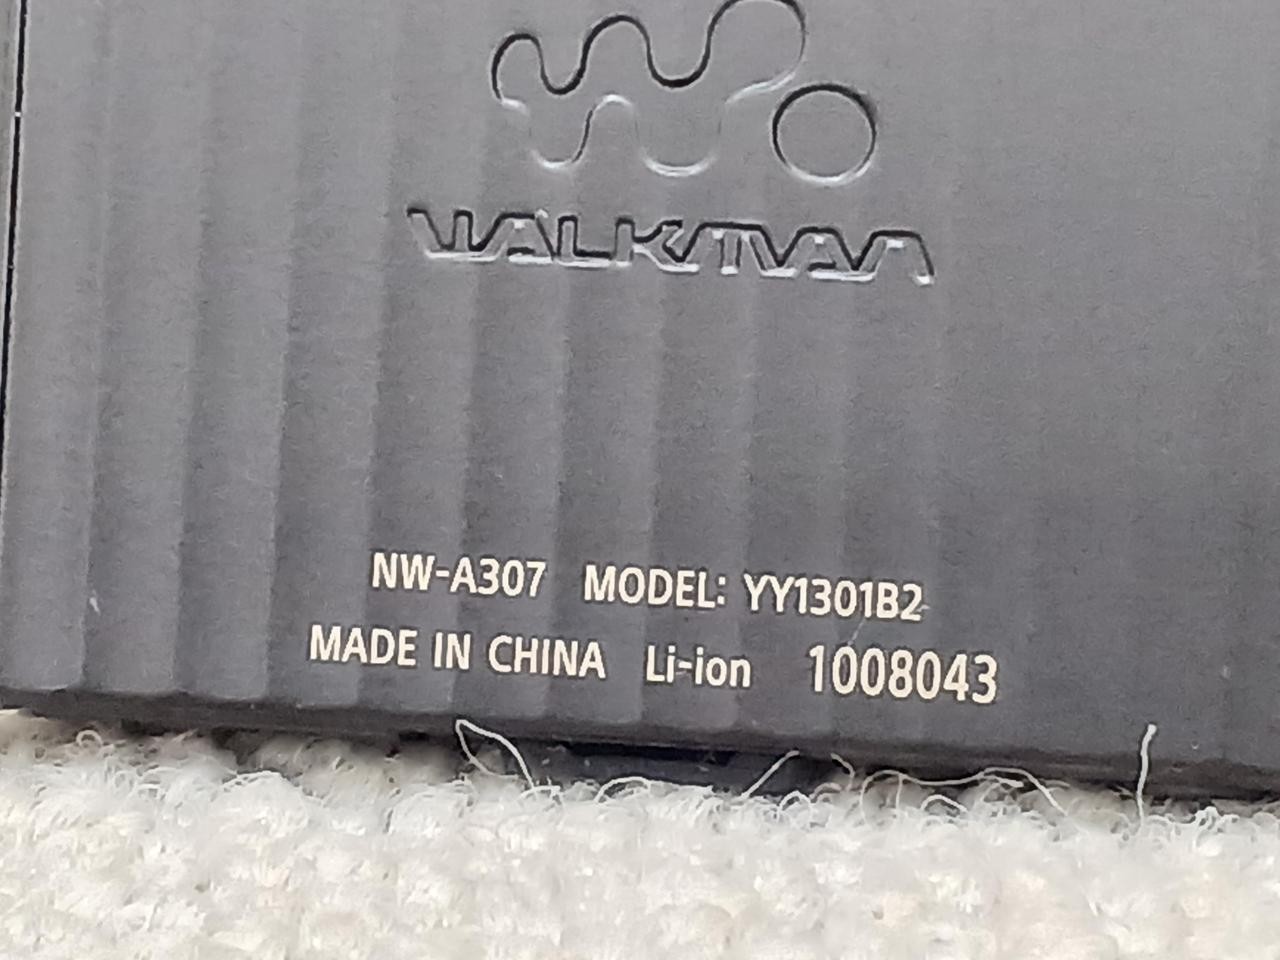 WALKMAN
NW-A307 MODEL: YY1301B2
MADE IN CHINA Li-ion 1008043